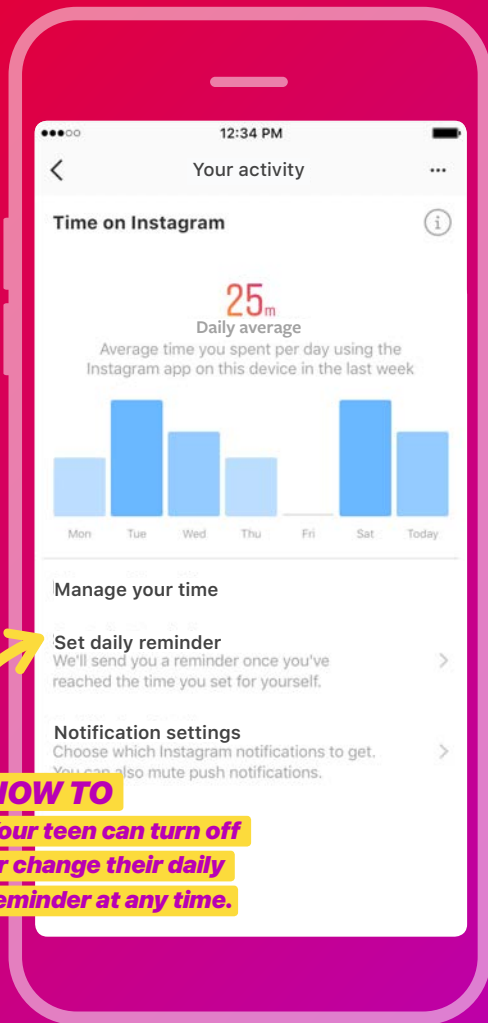 12:34 PM
Your activity
Time on Instagram
25m
Daily average
Average time you spent per day using the
Instagram app on this device in the last week
Mon Tue Wed Thu Fri Sat Today
Manage your time
Set daily reminder
We'll send you a reminder once you've
reached the time you set for yourself.
Notification settings
Choose which Instagram notifications to get.
You can also mute push notifications.
HOW TO
Your teen can turn off
or change their daily
reminder at any time.